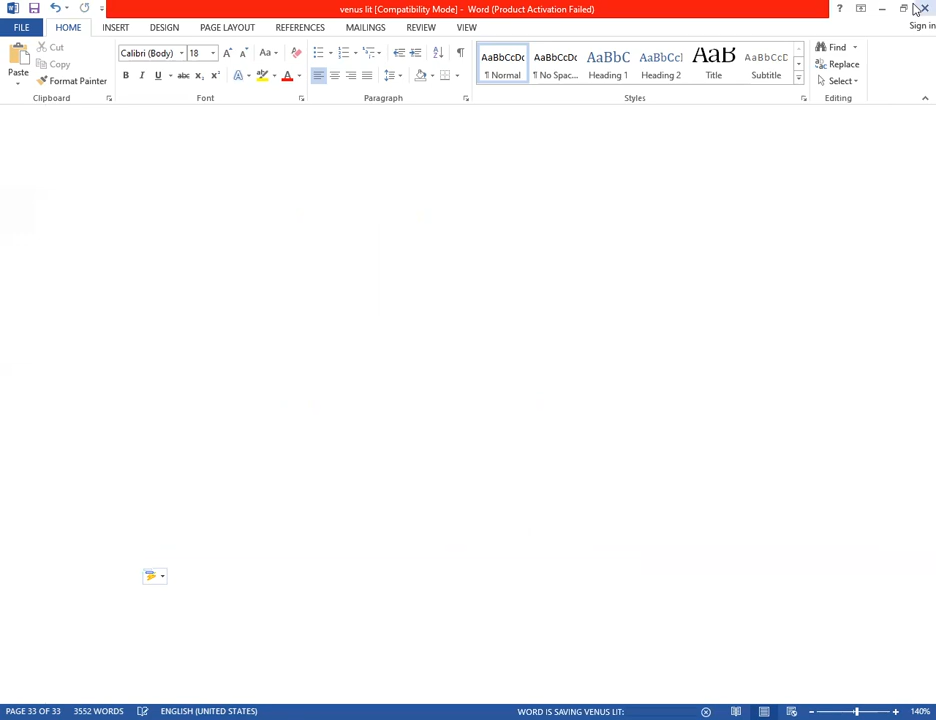 venus lit [Compatibility Mode] - Word (Product Activation Failed)
?
Sign in
FILE HOME INSERT DESIGN PAGE LAYOUT REFERENCES MAILINGS REVIEW VIEW
Paste
Cut
Copy
Format Painter
Clipboard
Calibri (Body) 18
Font
Paragraph
AaBbCcDc
¶ Normal
AaBbCcDc
¶ No Spac...
AaBbC
Heading 1
AaBbCcl
Heading 2
AaB
Title
AaBbCcC
Subtitle
Styles
Find
Replace
Select
Editing
PAGE 33 OF 33 3552 WORDS ENGLISH (UNITED STATES) WORD IS SAVING VENUS LIT: 140%